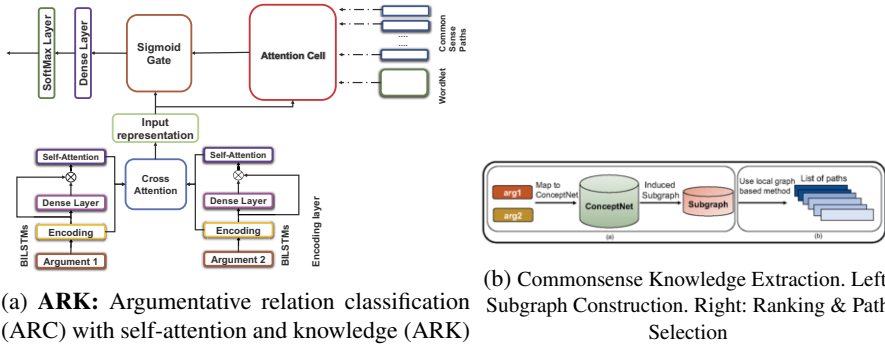 SoftMax Layer
Dense Layer
Sigmoid
Gate
Attention Cell
....
....
Common
Sense
Paths
WordNet
Input
representation
Self-Attention
Cross
Attention
Self-Attention
Dense Layer
Dense Layer
Encoding
Encoding
Argument 1
Argument 2
BILSTMs
BILSTMs
Encoding layer
(a) ARK: Argumentative relation classification
(ARC) with self-attention and knowledge (ARK)
arg1
arg2
Map to
ConceptNet
ConceptNet
Induced
Subgraph
Subgraph
(a)
Use local graph
based method
List of paths
(b)
(b) Commonsense Knowledge Extraction. Left
Subgraph Construction. Right: Ranking & Path
Selection